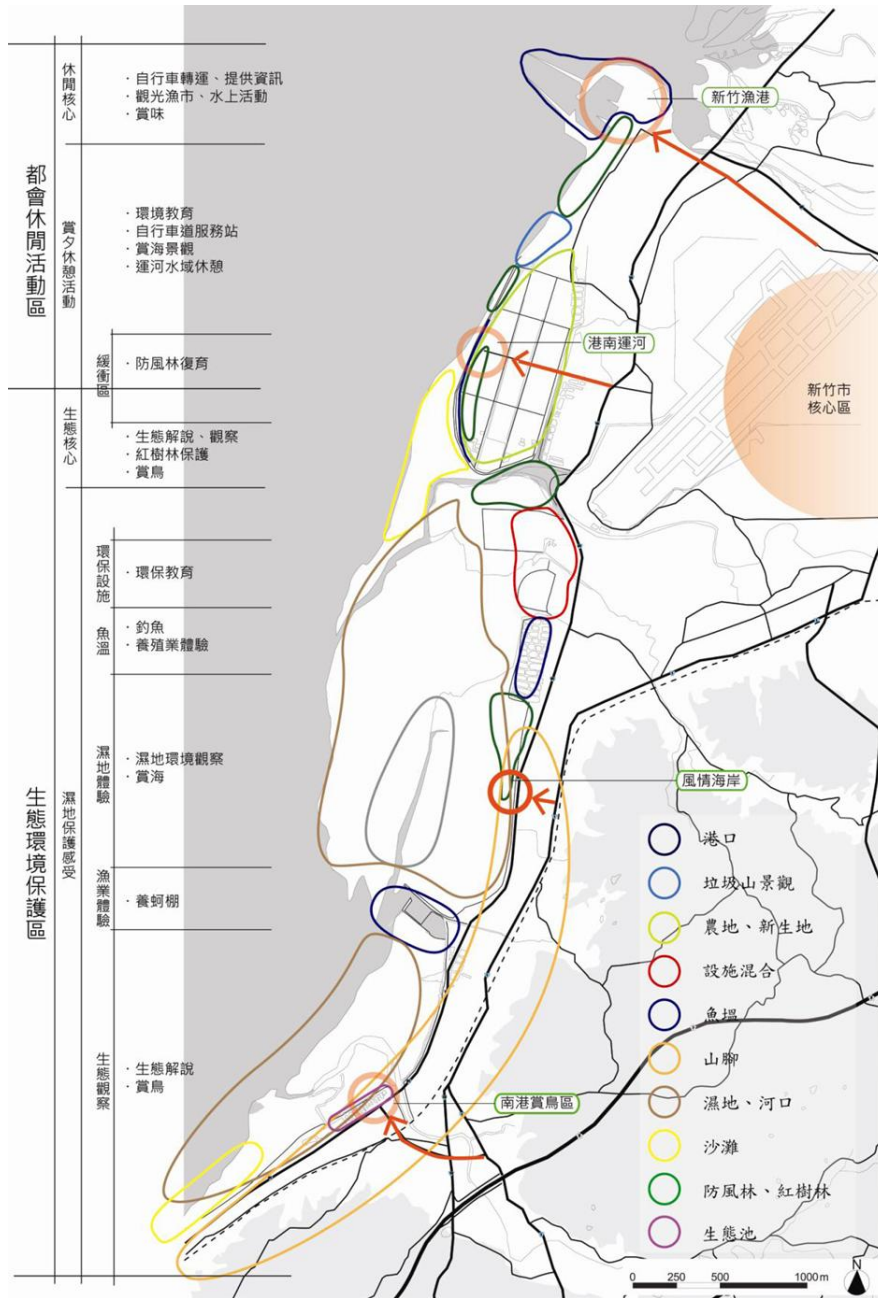 休閒核心
・自行車轉運、提供資訊
・觀光漁市、水上活動
・賞味
新竹漁港
都會休閒活動區
賞夕休憩活動
・環境教育
・自行車道服務站
・賞海景觀
・運河水域休憩
港南運河
緩衝區
・防風林復育
新竹市
核心區
生態核心
・生態解說、觀察
・紅樹林保護
・賞鳥
環保設施
・環保教育
魚溫
・釣魚
・養殖業體驗
生態環境保護區
濕地保護感受
濕地體驗
・濕地環境觀察
・賞海
風情海岸
漁業體驗
・養蚵棚
生態觀察
・生態解說
・賞鳥
南港賞鳥區
港口
垃圾山景觀
農地、新生地
設施混合
魚塭
山腳
濕地、河口
沙灘
防風林、紅樹林
生態池
N
0 250 500 1000m